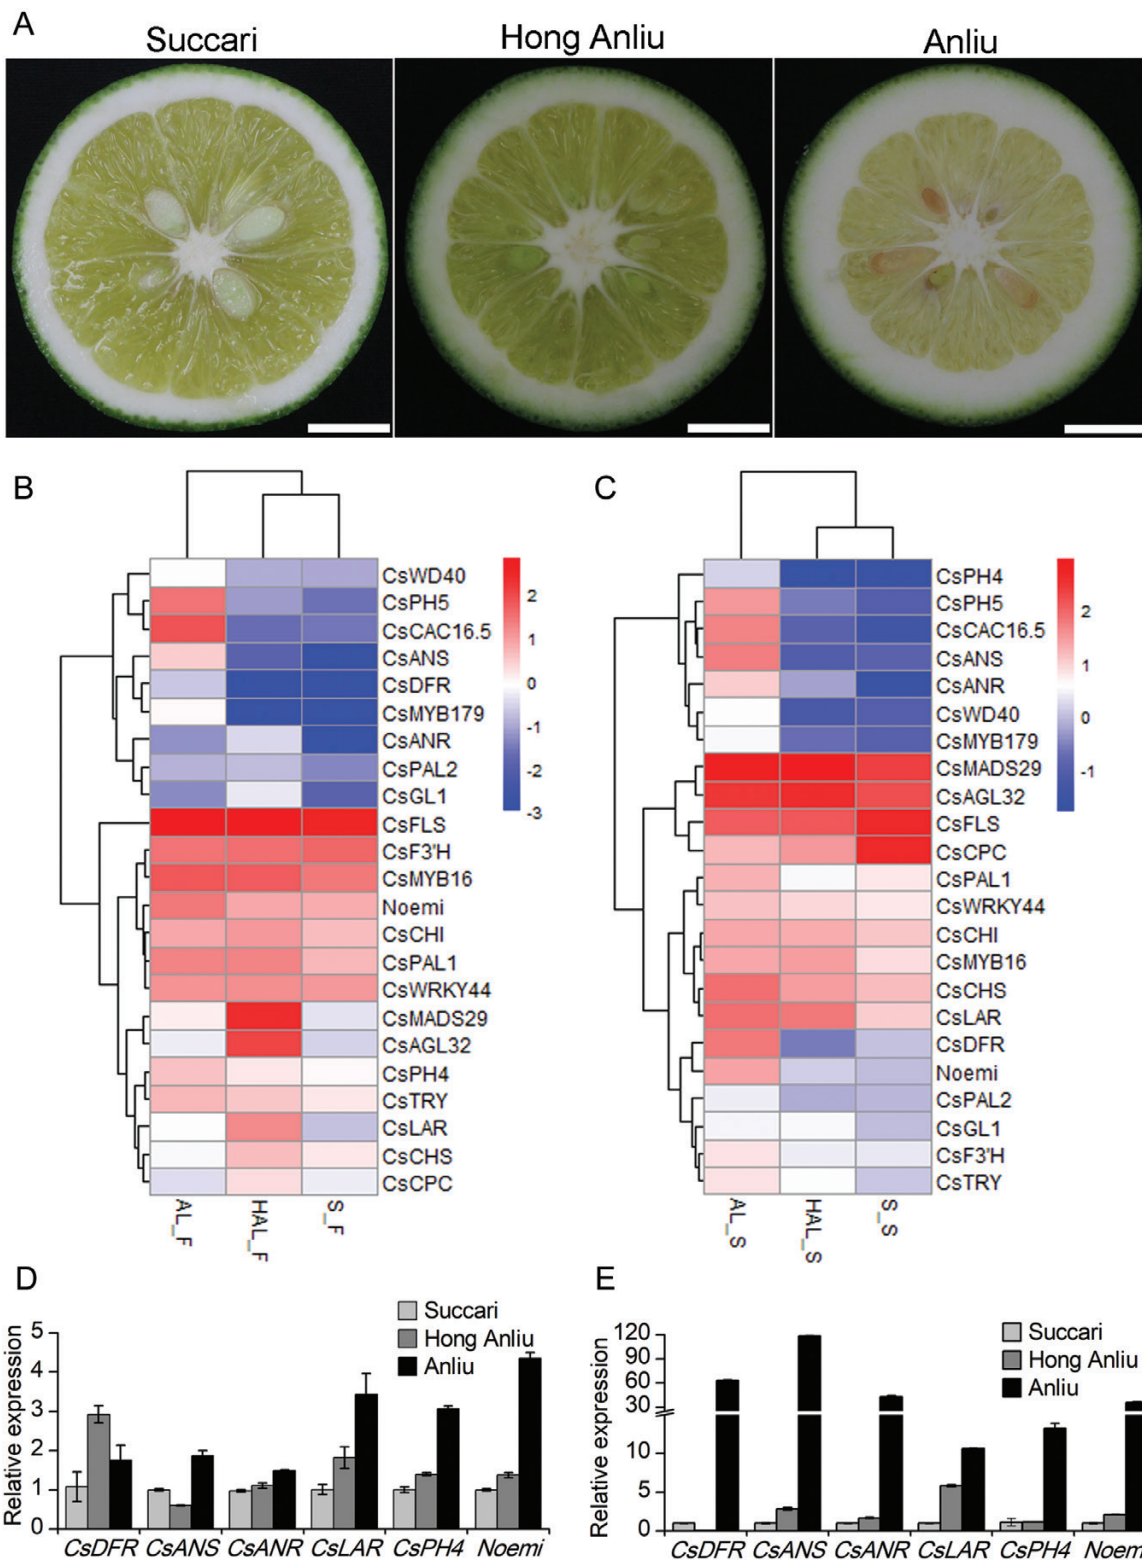 A
Succari
Hong Anliu
Anliu
B
CsWD40
CsPH5
CsCAC16.5
CsANS
CsDFR
CsMYB179
CsANR
CsPAL2
CsGL1
CsFLS
CsF3'H
CsMYB16
Noemi
CsCHI
CsPAL1
CsWRKY44
CsMADS29
CsAGL32
CsPH4
CsTRY
CsLAR
CsCHS
CsCPC
2
1
0
-1
-2
-3
AL_F
HAL_F
S_F
C
CsPH4
CsPH5
CsCAC16.5
CsANS
CsANR
CsWD40
CsMYB179
CsMADS29
CsAGL32
CsFLS
CsCPC
CsPAL1
CsWRKY44
CsCHI
CsMYB16
CsCHS
CsLAR
CsDFR
Noemi
CsPAL2
CsGL1
CsF3'H
CsTRY
2
1
0
-1
AL_S
HAL_S
S_S
D
Relative expression
5
4
3
2
1
0
Succari
Hong Anliu
Anliu
CsDFR CsANS CsANR CsLAR CsPH4 Noemi
E
Relative expression
120
90
60
30
10
5
0
Succari
Hong Anliu
Anliu
CsDFR CsANS CsANR CsLAR CsPH4 Noemi